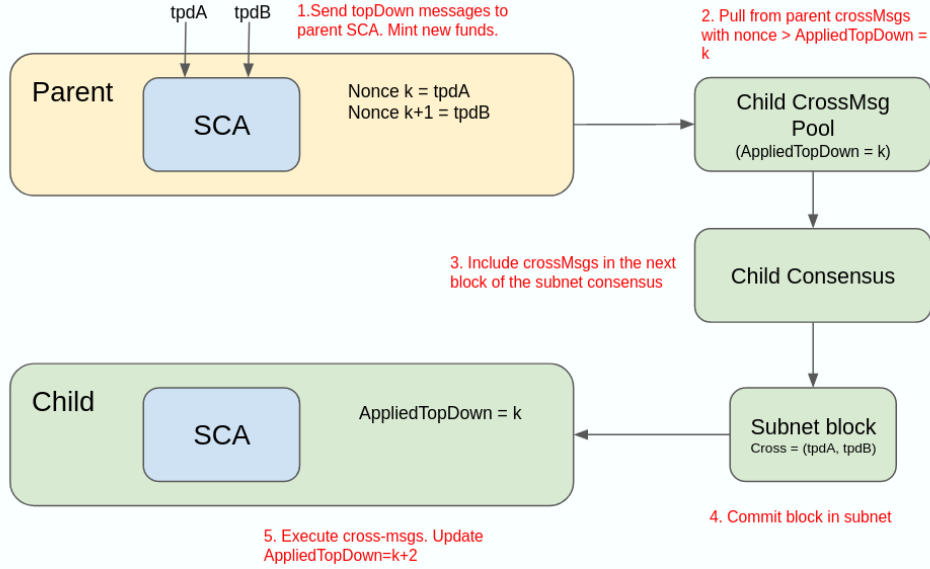 tpdA
tpdB
1.Send topDown messages to
parent SCA. Mint new funds.
2. Pull from parent crossMsgs
with nonce > AppliedTopDown =
k
Parent
SCA
Nonce k = tpdA
Nonce k+1 = tpdB
Child CrossMsg
Pool
(AppliedTopDown = k)
3. Include crossMsgs in the next
block of the subnet consensus
Child Consensus
Child
SCA
AppliedTopDown = k
Subnet block
Cross = (tpdA, tpdB)
4. Commit block in subnet
5. Execute cross-msgs. Update
AppliedTopDown=k+2